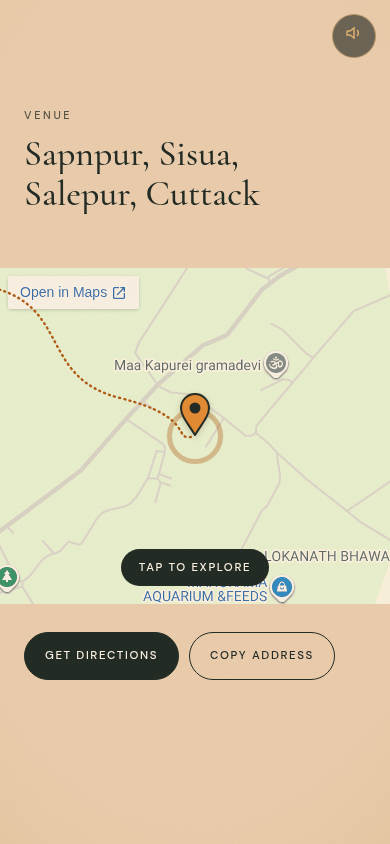 VENUE
Sapnpur, Sisua,
Salepur, Cuttack
Open in Maps
Maa Kapurei gramadevi
TAP TO EXPLORE
LOKANATH BHAWA
AQUARIUM &FEEDS
GET DIRECTIONS
COPY ADDRESS